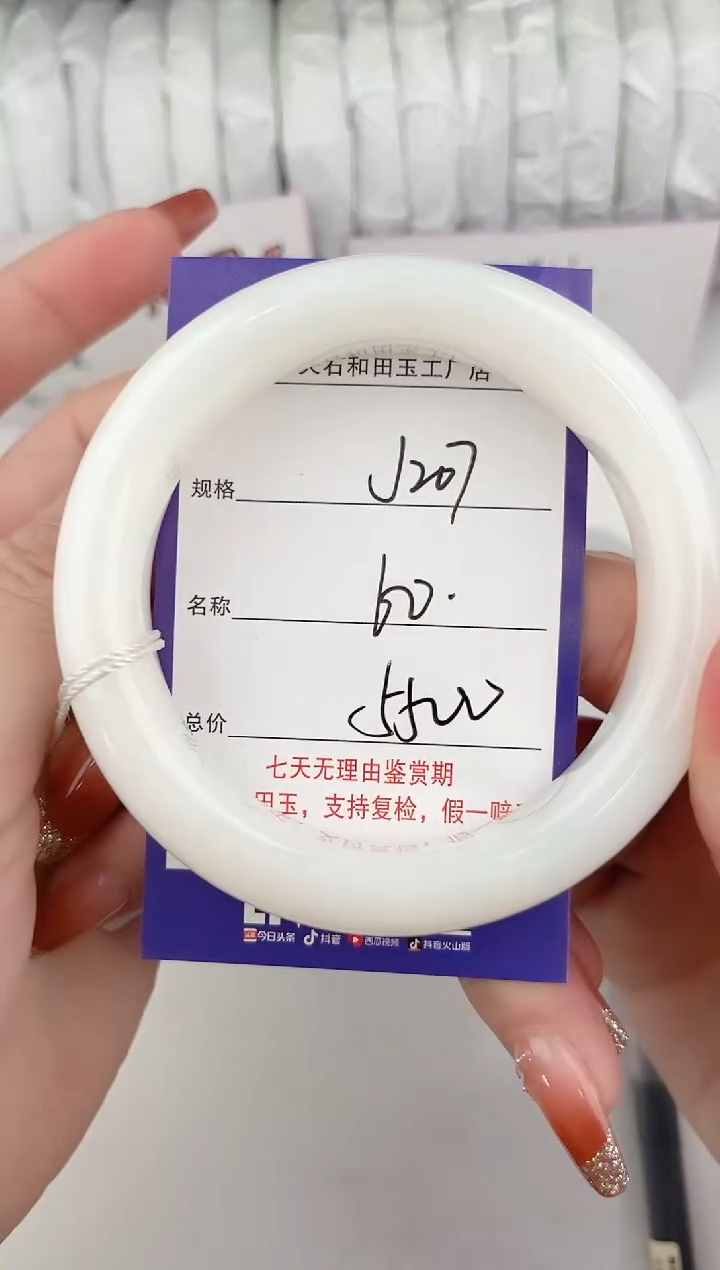 石和田玉工厂店
规格 J207
名称 60.
总价 5500
七天无理由鉴赏期
田玉，支持复检，假一赔
今日头条 抖音 西瓜视频 抖音火山版